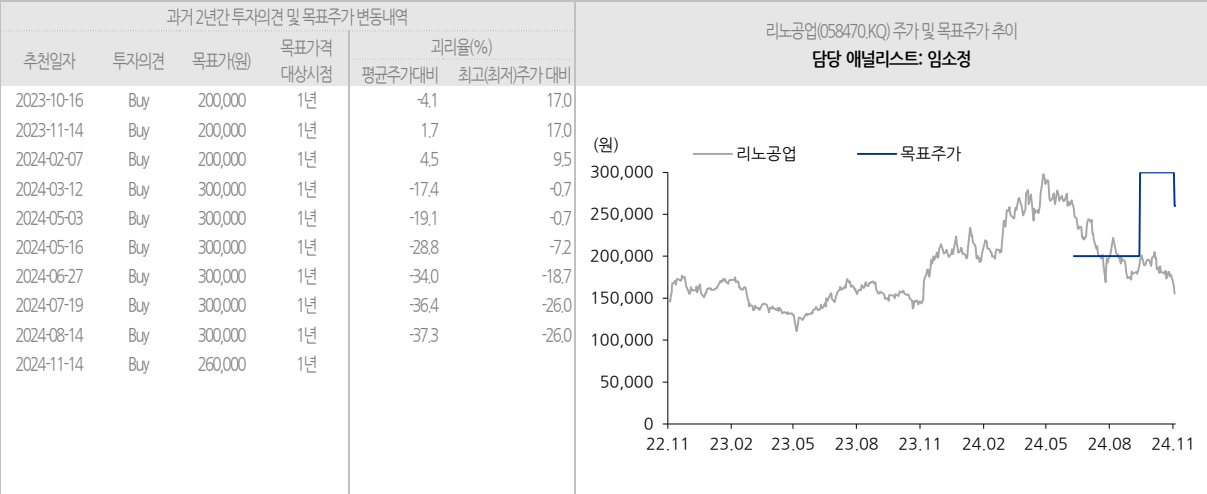 과거 2년간 투자의견 및 목표주가 변동내역
추천일자 투자의견 목표가(원) 목표가격 대상시점 괴리율(%)
평균주가대비 최고(최저)주가 대비
2023-10-16 Buy 200,000 1년 -4.1 17.0
2023-11-14 Buy 200,000 1년 1.7 17.0
2024-02-07 Buy 200,000 1년 4.5 9.5
2024-03-12 Buy 300,000 1년 -17.4 -0.7
2024-05-03 Buy 300,000 1년 -19.1 -0.7
2024-05-16 Buy 300,000 1년 -28.8 -7.2
2024-06-27 Buy 300,000 1년 -34.0 -18.7
2024-07-19 Buy 300,000 1년 -36.4 -26.0
2024-08-14 Buy 300,000 1년 -37.3 -26.0
2024-11-14 Buy 260,000 1년
리노공업(058470.KQ) 주가 및 목표주가 추이
담당 애널리스트: 임소정
(원)
리노공업 목표주가
300,000
250,000
200,000
150,000
100,000
50,000
0
22.11 23.02 23.05 23.08 23.11 24.02 24.05 24.08 24.11